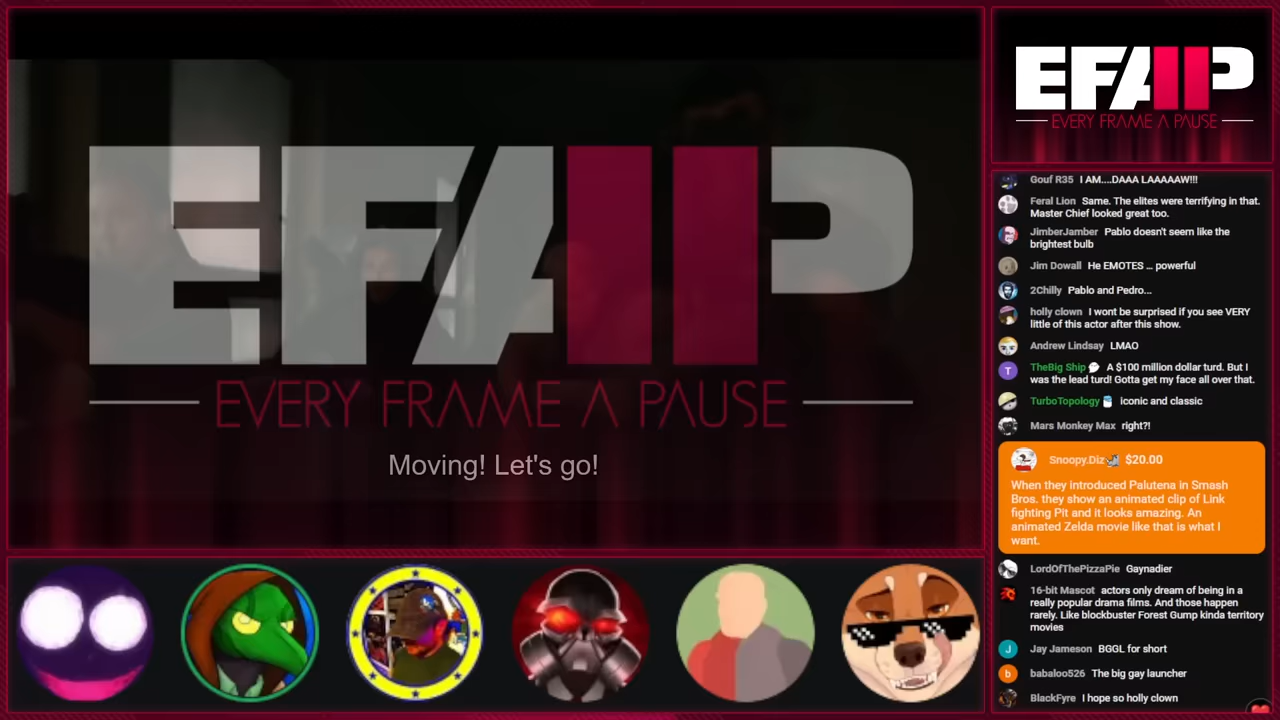 EFAP
EVERY FRAME A PAUSE
Moving! Let's go!
EFAP
EVERY FRAME A PAUSE
Gouf R35 I AM....DAAA LAAAAAW!!!
Feral Lion Same. The elites were terrifying in that.
Master Chief looked great too.
JimberJamber Pablo doesn't seem like the
brightest bulb
Jim Dowall He EMOTES ... powerful
2Chilly Pablo and Pedro...
holly clown I wont be surprised if you see VERY
little of this actor after this show.
Andrew Lindsay LMAO
T TheBig Ship A $100 million dollar turd. But I
was the lead turd! Gotta get my face all over that.
TurboTopology iconic and classic
Mars Monkey Max right?!
Snoopy.Diz $20.00
When they introduced Palutena in Smash
Bros. they show an animated clip of Link
fighting Pit and it looks amazing. An
animated Zelda movie like that is what I
want.
LordOfThePizzaPie Gaynadier
16-bit Mascot actors only dream of being in a
really popular drama films. And those happen
rarely. Like blockbuster Forest Gump kinda territory
movies
J Jay Jameson BGGL for short
b babaloo526 The big gay launcher
BlackFyre I hope so holly clown